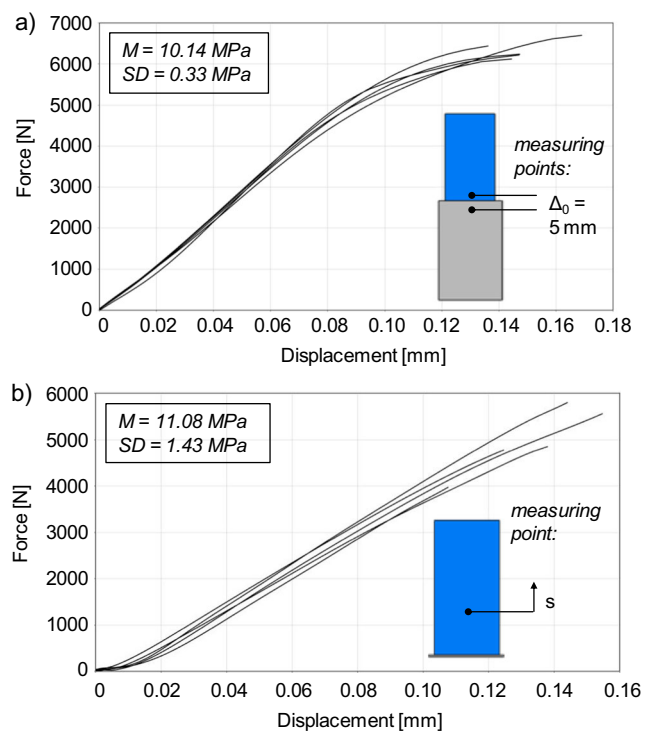 a)
7000
6000
5000
4000
3000
2000
1000
0
Force [N]
M = 10.14 MPa
SD = 0.33 MPa
measuring
points:
Δ₀ =
5 mm
0 0.02 0.04 0.06 0.08 0.10 0.12 0.14 0.16 0.18
Displacement [mm]
b)
6000
5000
4000
3000
2000
1000
0
Force [N]
M = 11.08 MPa
SD = 1.43 MPa
measuring
point:
s
0 0.02 0.04 0.06 0.08 0.10 0.12 0.14 0.16
Displacement [mm]